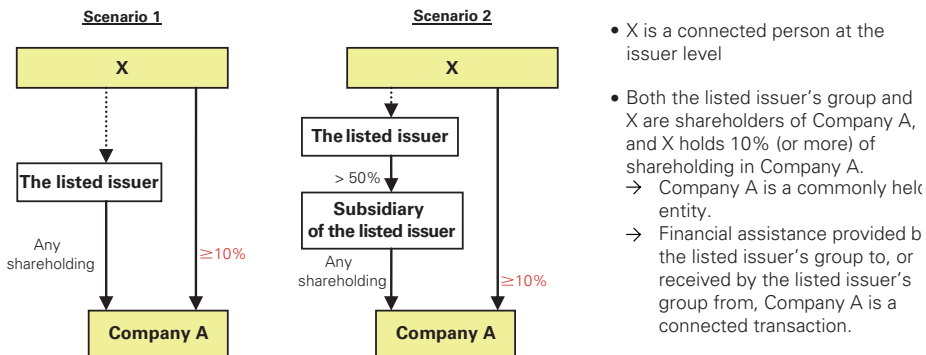 Scenario 1
X
The listed issuer
Any
shareholding
≥10%
Company A
Scenario 2
X
The listed issuer
> 50%
Subsidiary
of the listed issuer
Any
shareholding
≥10%
Company A
• X is a connected person at the
issuer level
• Both the listed issuer's group and
X are shareholders of Company A,
and X holds 10% (or more) of
shareholding in Company A.
→ Company A is a commonly held
entity.
→ Financial assistance provided b
the listed issuer's group to, or
received by the listed issuer's
group from, Company A is a
connected transaction.